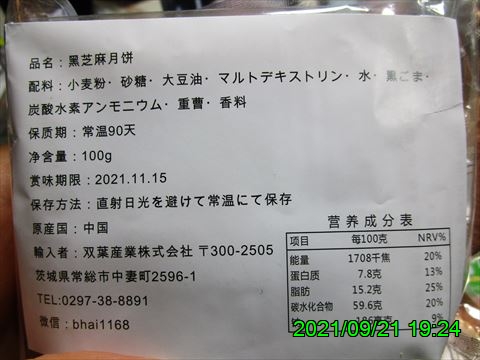 品名：黑芝麻月饼
配料：小麦粉・砂糖・大豆油・マルトデキストリン・水・黒ごま・
炭酸水素アンモニウム・重曹・香料
保质期：常温90天
净含量：100g
賞味期限：2021.11.15
保存方法：直射日光を避けて常温にて保存
原産国：中国
輸入者：双葉産業株式会社 〒300-2505
茨城県常総市中妻町2596-1
TEL:0297-38-8891
微信：bhai1168
营养成分表
项目 每100克 NRV%
能量 1708千焦 20%
蛋白质 7.8克 13%
脂肪 15.2克 25%
碳水化合物 59.6克 20%
9%
2021/09/21 19:24